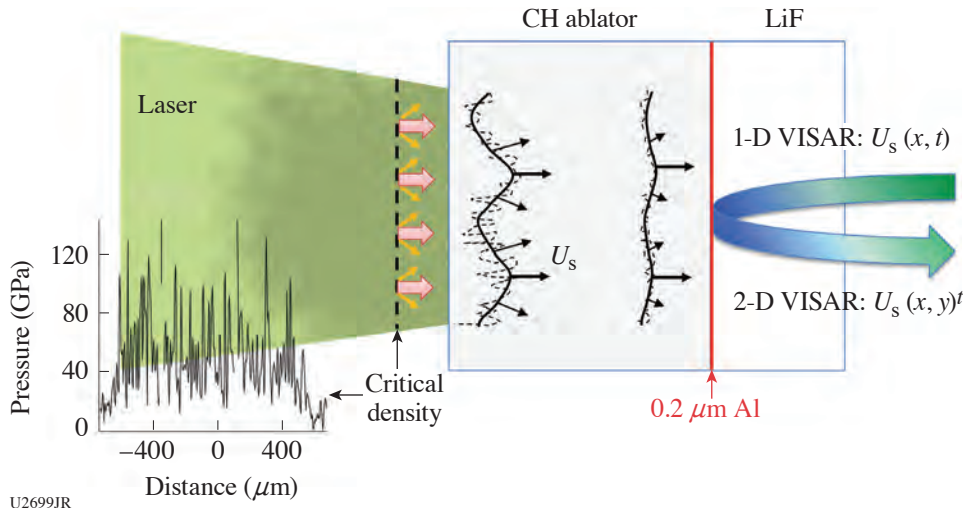 CH ablator
LiF
Laser
1-D VISAR: Us (x, t)
Us
2-D VISAR: Us (x, y)t
Critical
density
0.2 μm Al
Pressure (GPa)
120
80
40
0
−400
0
400
Distance (μm)
U2699JR